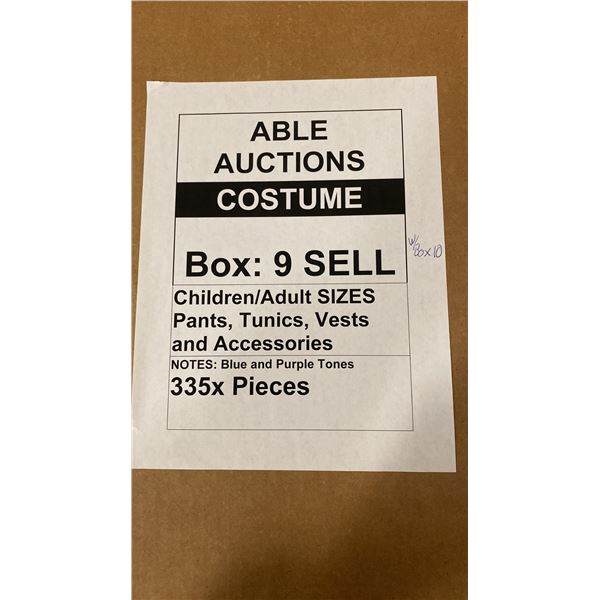 ABLE
AUCTIONS
COSTUME
Box: 9 SELL
w/
Box 10
Children/Adult SIZES
Pants, Tunics, Vests
and Accessories
NOTES: Blue and Purple Tones
335x Pieces